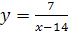 y = 7/(x−14)